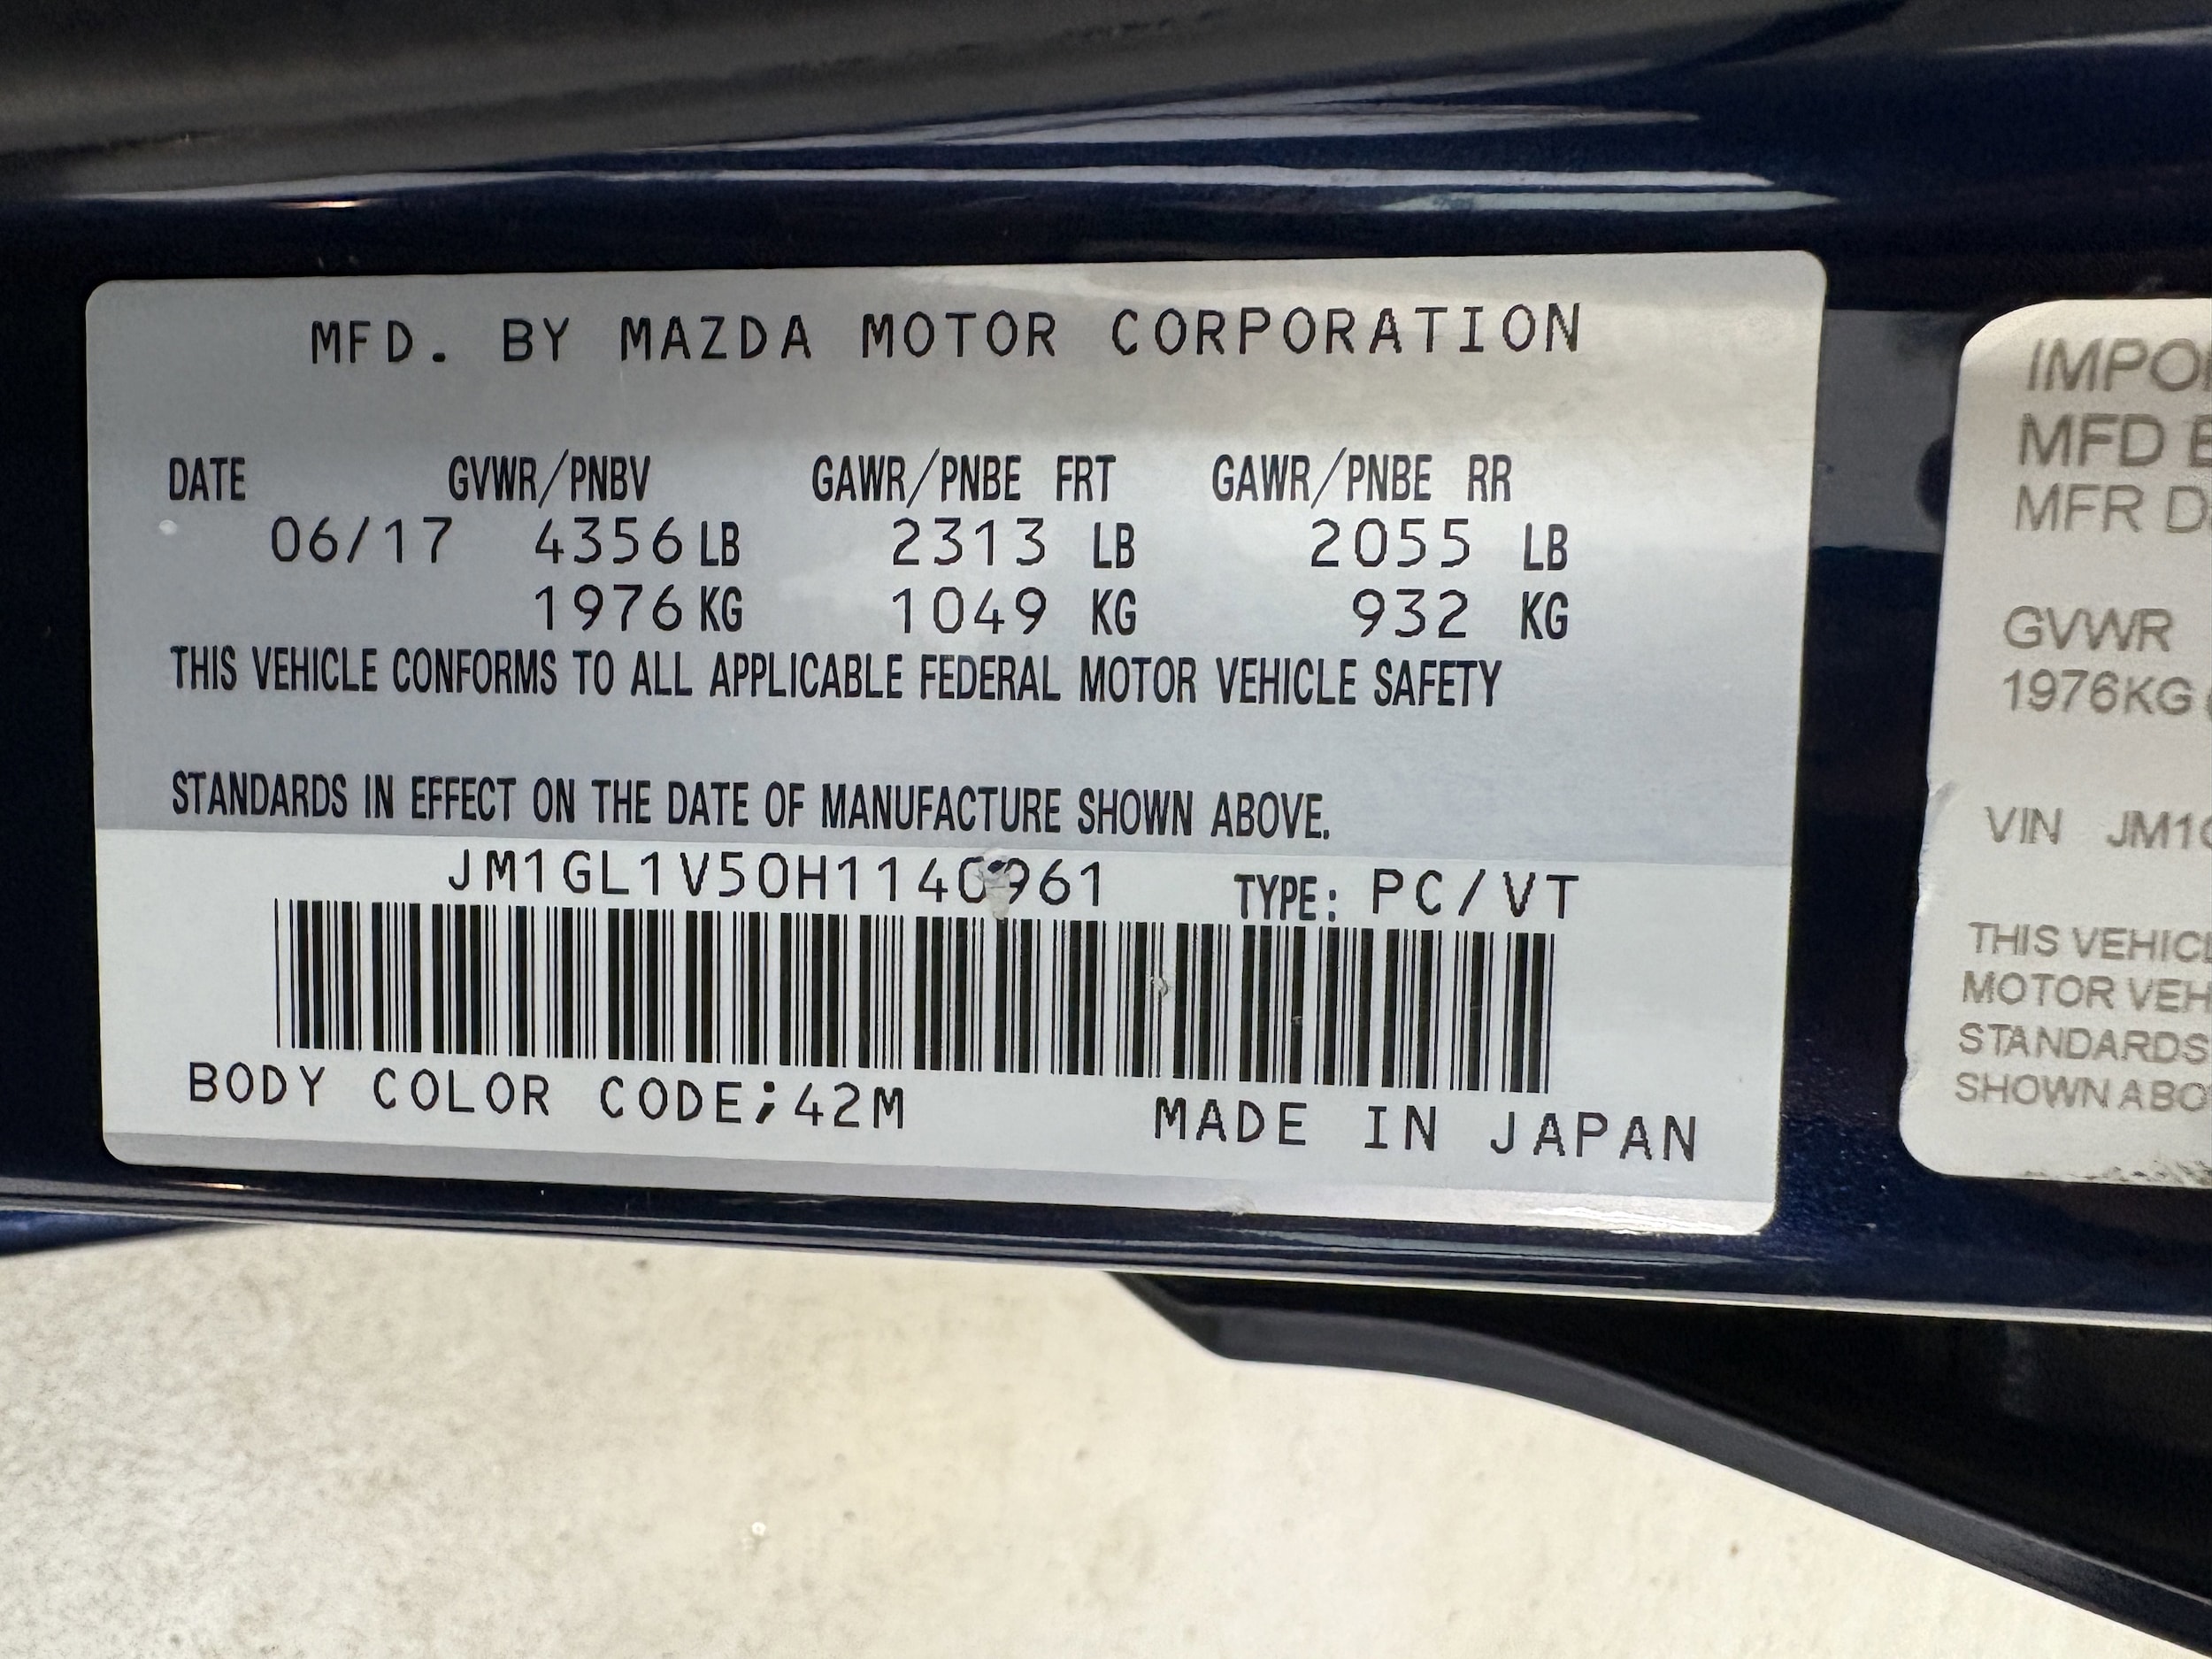 MFD. BY MAZDA MOTOR CORPORATION
DATE GVWR/PNBV GAWR/PNBE FRT GAWR/PNBE RR
06/17 4356 LB 2313 LB 2055 LB
1976 KG 1049 KG 932 KG
THIS VEHICLE CONFORMS TO ALL APPLICABLE FEDERAL MOTOR VEHICLE SAFETY
STANDARDS IN EFFECT ON THE DATE OF MANUFACTURE SHOWN ABOVE.
JM1GL1V50H1140961 TYPE: PC/VT
BODY COLOR CODE;42M MADE IN JAPAN
MFD
MFR
GVWR
1976KG
VIN
THIS
MOTOR
STANDARDS
SHOWN